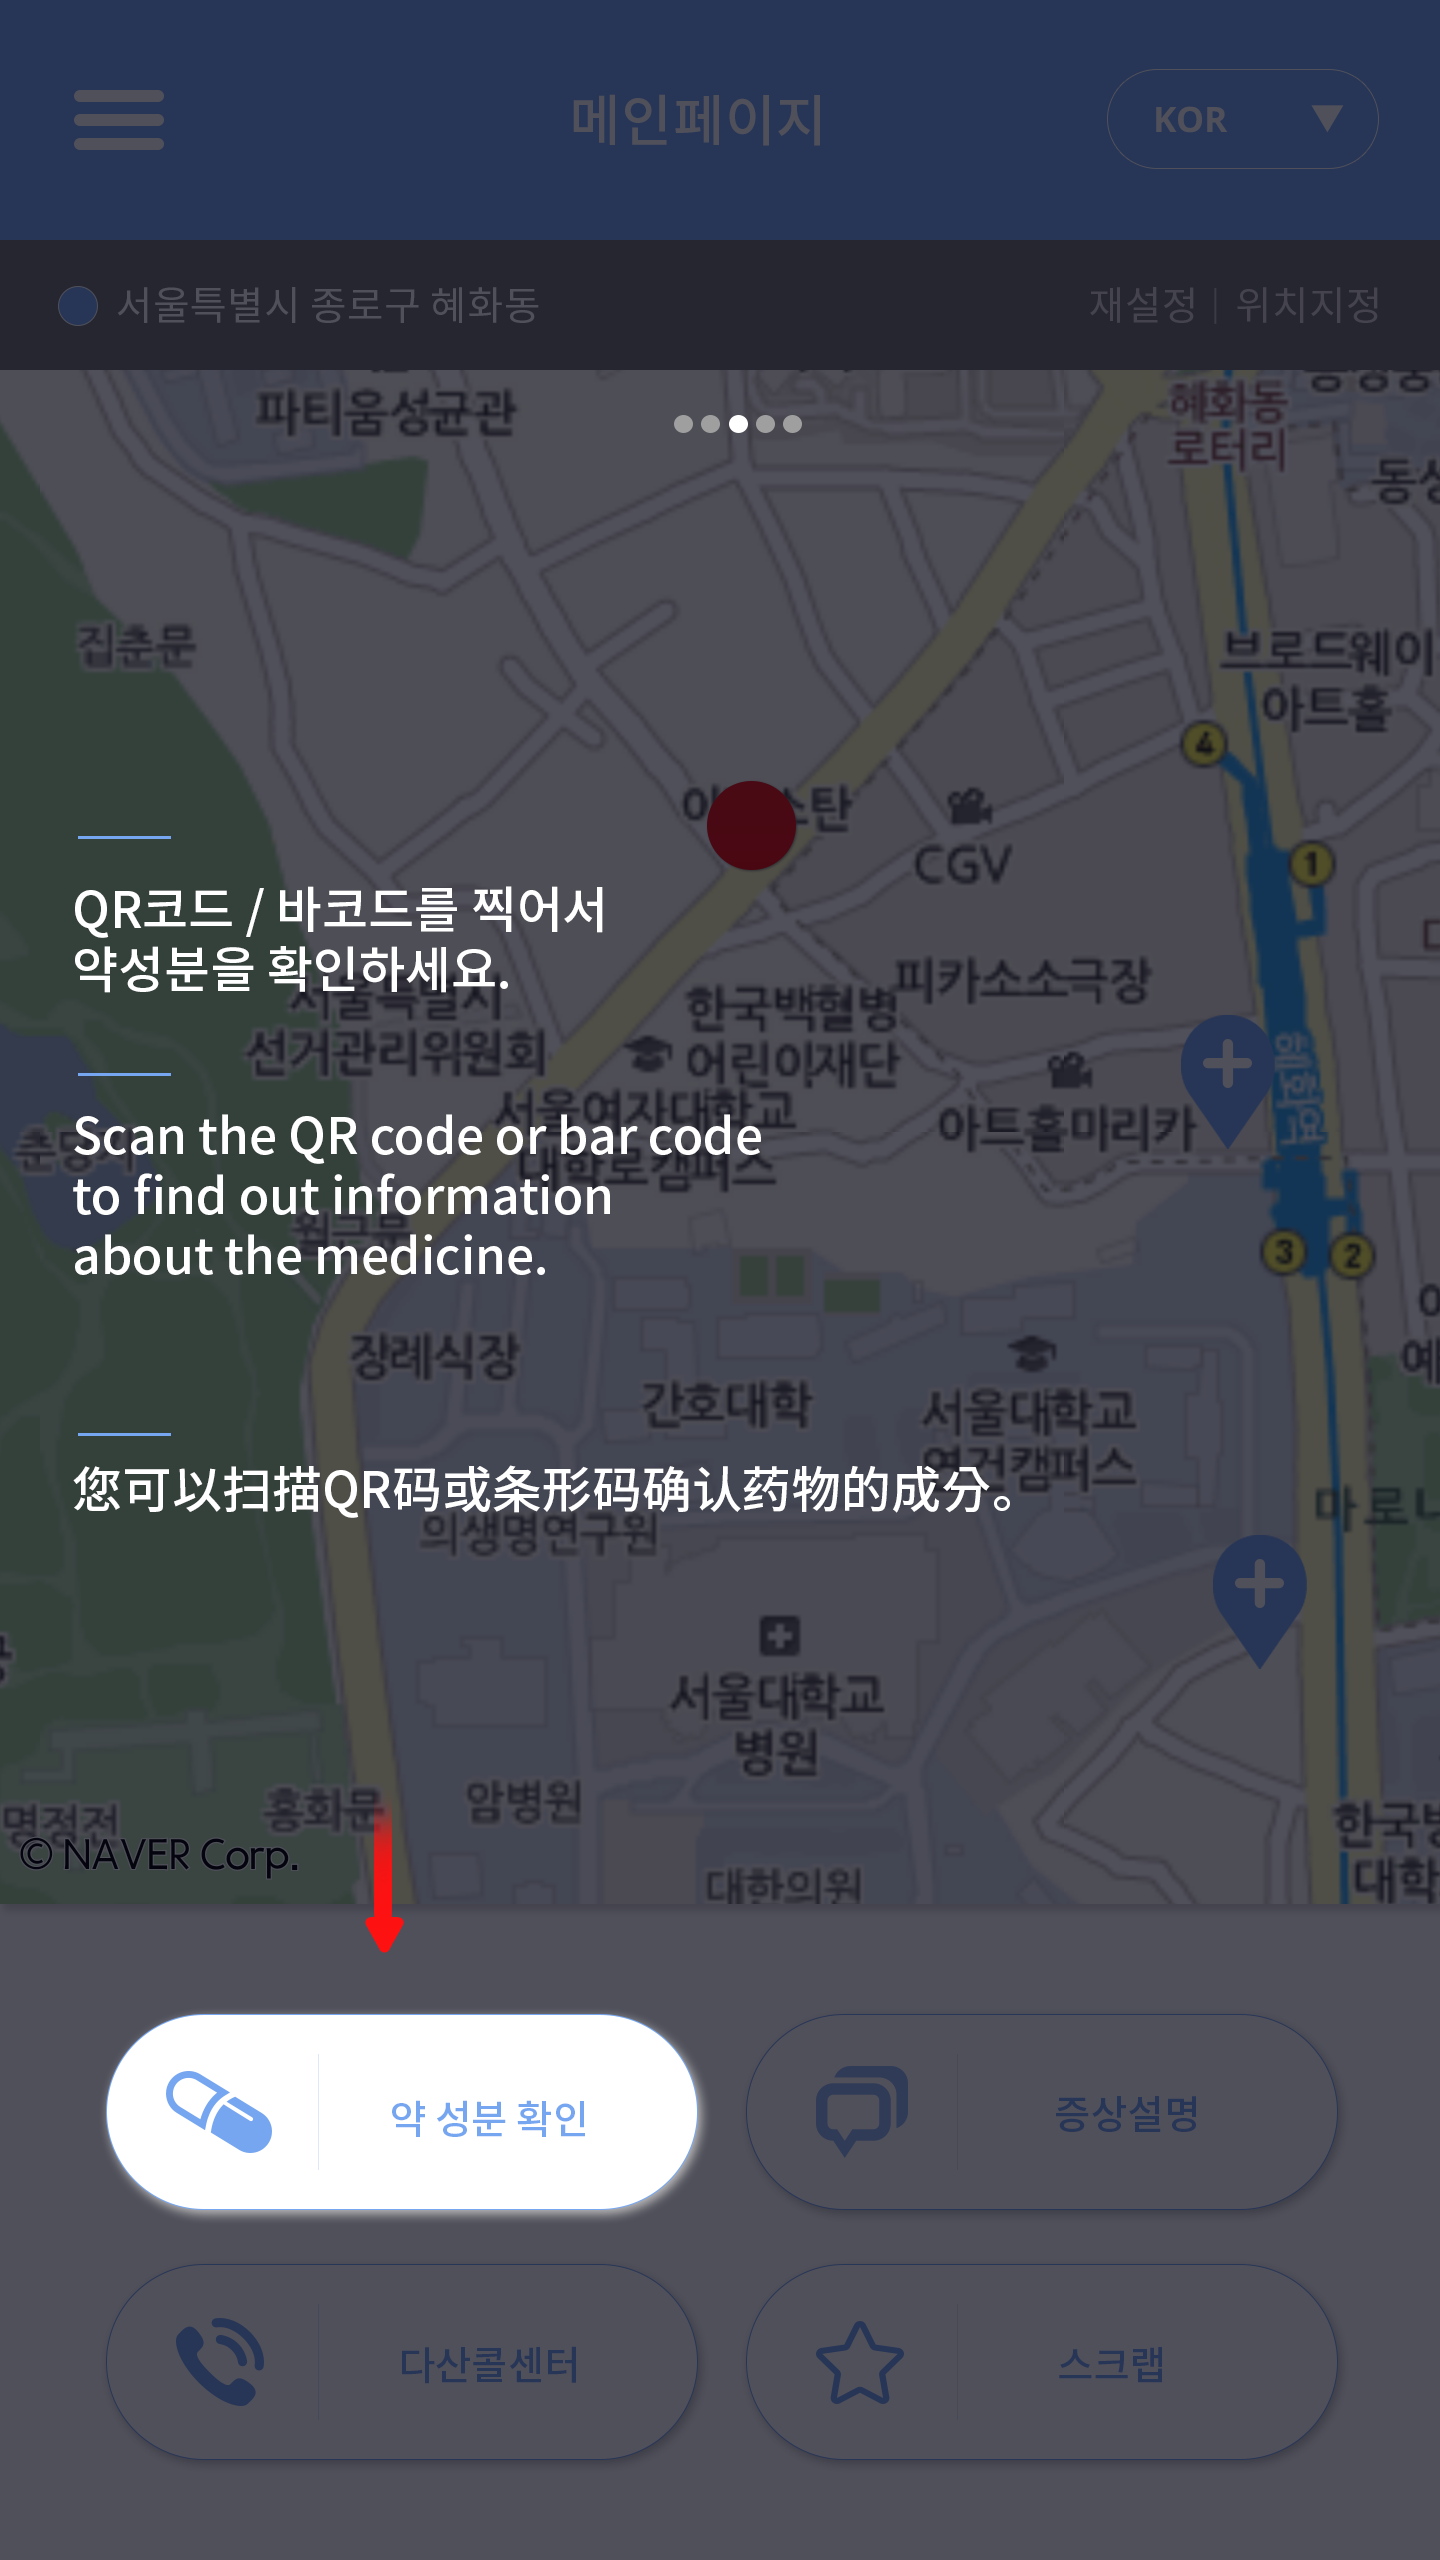 메인페이지
KOR
서울특별시 종로구 혜화동
재설정 | 위치지정
파티움성균관
혜화동
로터리
집춘문
브로드웨이
아트홀
4
CGV
1
QR코드 / 바코드를 찍어서
약성분을 확인하세요.
서울특별시
선거관리위원회
한국백혈병
어린이재단
피카소소극장
서울여자대학교
대학로캠퍼스
아트홀마리카
혜화역
Scan the QR code or bar code
to find out information
about the medicine.
3
2
장례식장
간호대학
서울대학교
연건캠퍼스
您可以扫描QR码或条形码确认药物的成分。
의생명연구원
서울대학교
병원
암병원
홍화문
명정전
© NAVER Corp.
대한의원
약 성분 확인
증상설명
다산콜센터
스크랩